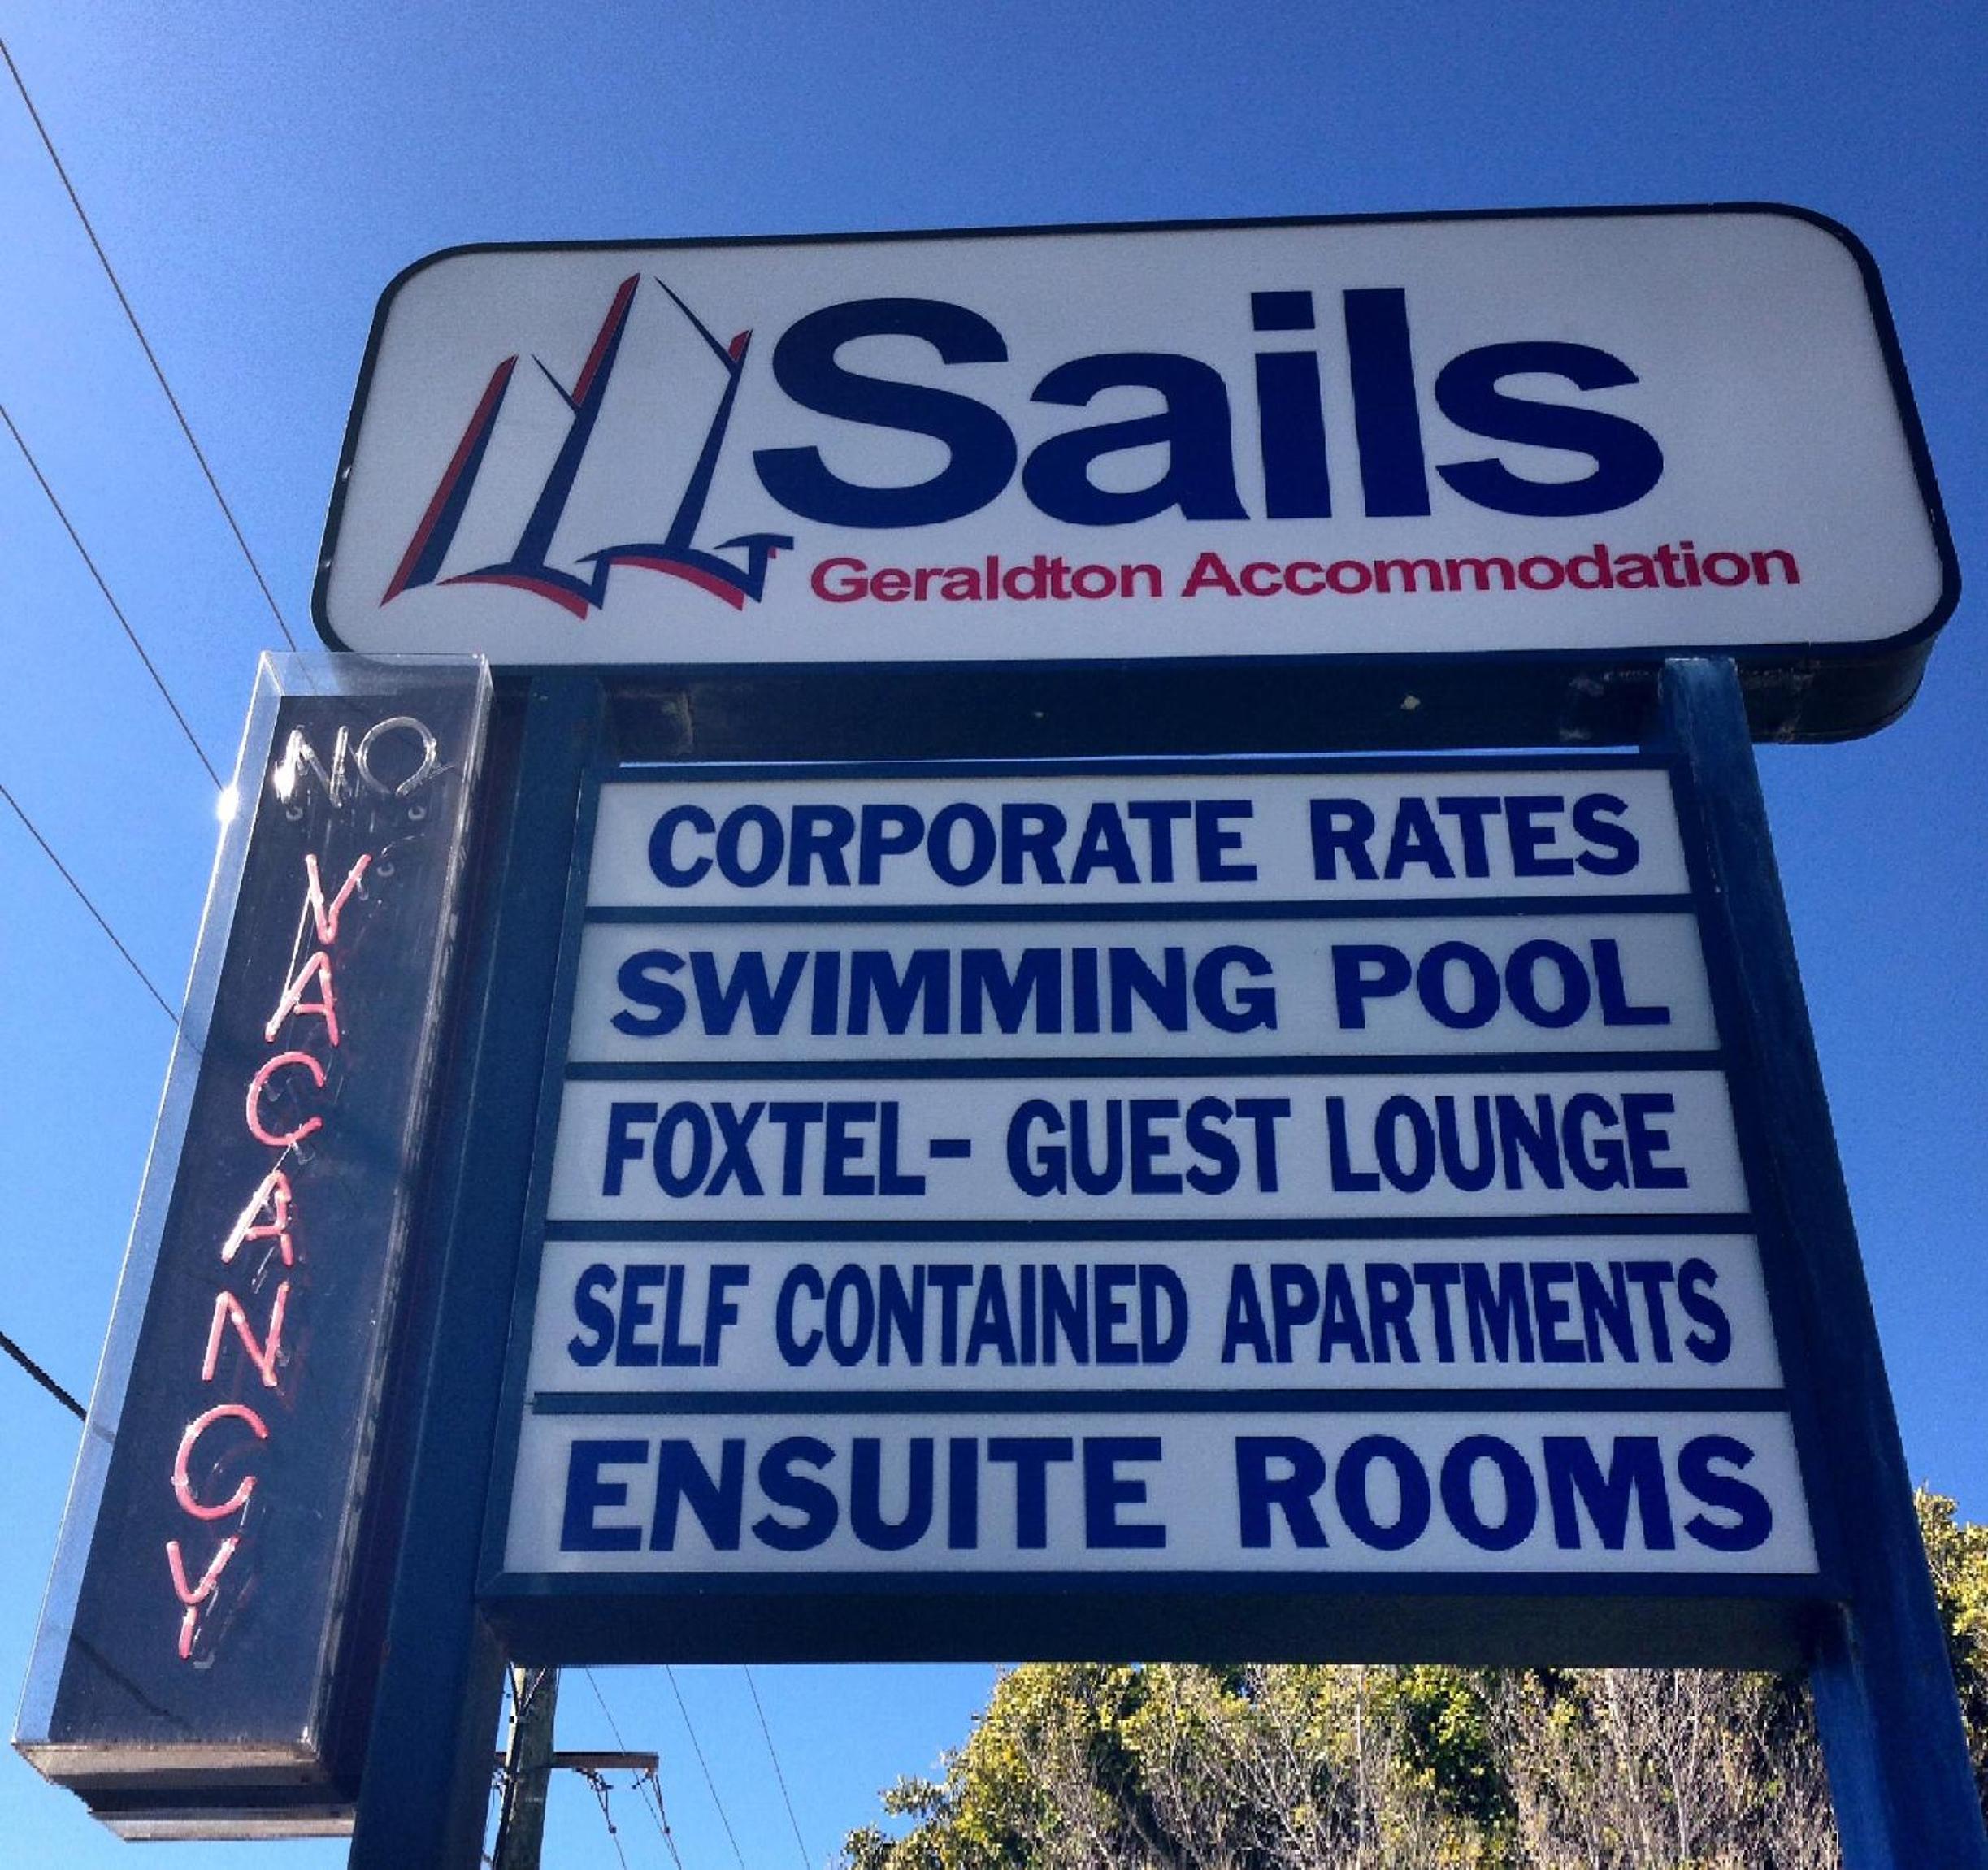 Sails
Geraldton Accommodation
NO
VACANCY
CORPORATE RATES
SWIMMING POOL
FOXTEL- GUEST LOUNGE
SELF CONTAINED APARTMENTS
ENSUITE ROOMS